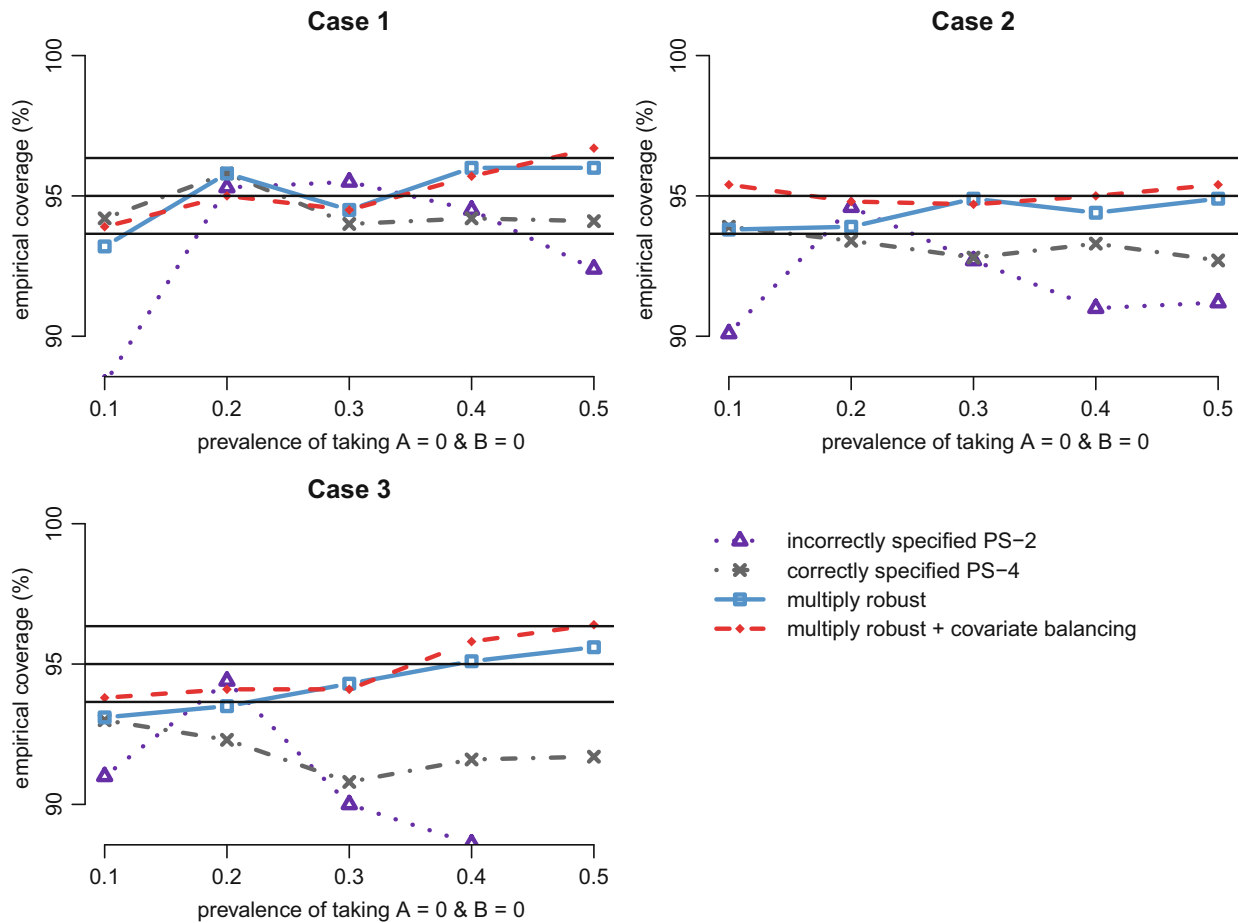 Case 1
empirical coverage (%)
100
95
90
0.1 0.2 0.3 0.4 0.5
prevalence of taking A = 0 & B = 0
Case 2
empirical coverage (%)
100
95
90
0.1 0.2 0.3 0.4 0.5
prevalence of taking A = 0 & B = 0
Case 3
empirical coverage (%)
100
95
90
0.1 0.2 0.3 0.4 0.5
prevalence of taking A = 0 & B = 0
incorrectly specified PS−2
correctly specified PS−4
multiply robust
multiply robust + covariate balancing